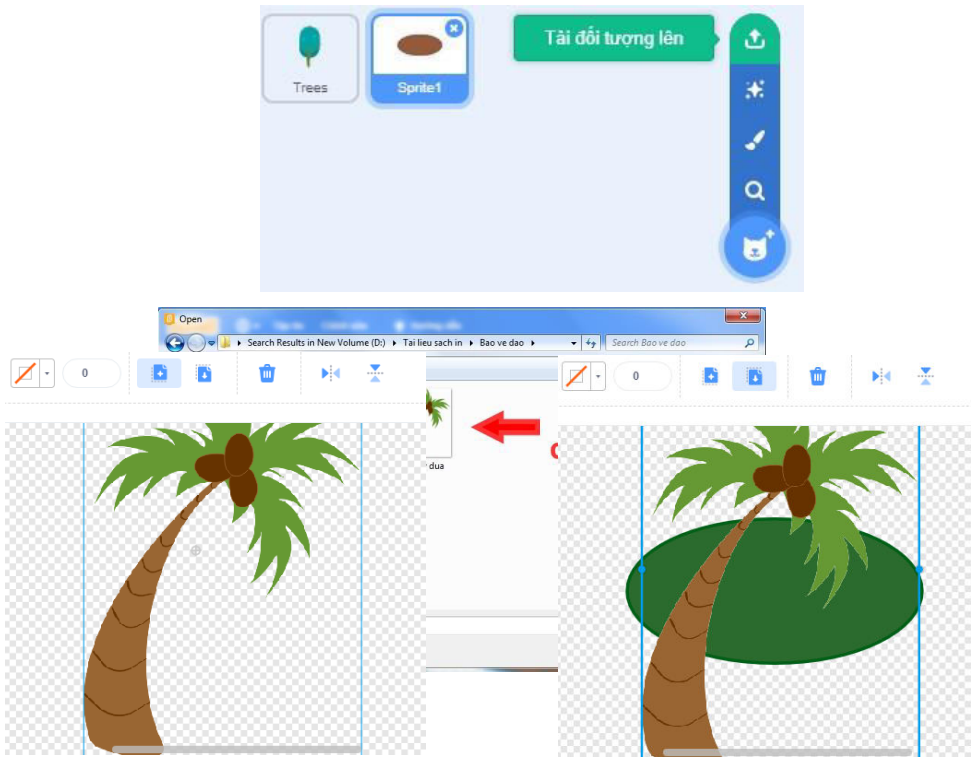 Tải đối tượng lên
Trees
Sprite1
Open
Search Results in New Volume (D:) ▸ Tai lieu sach in ▸ Bao ve dao ▸
Search Bao ve dao
0
0
dua